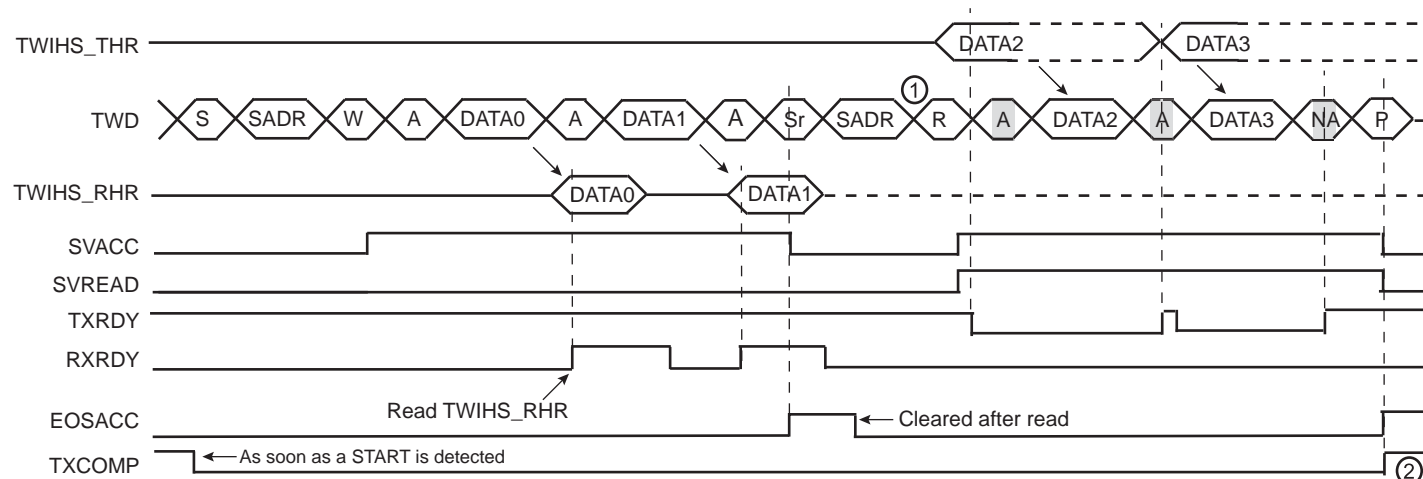 TWIHS_THR DATA2 DATA3
1
TWD S SADR W A DATA0 A DATA1 A Sr SADR R A DATA2 A DATA3 NA P
TWIHS_RHR DATA0 DATA1
SVACC
SVREAD
TXRDY
RXRDY
Read TWIHS_RHR
EOSACC Cleared after read
TXCOMP As soon as a START is detected
2